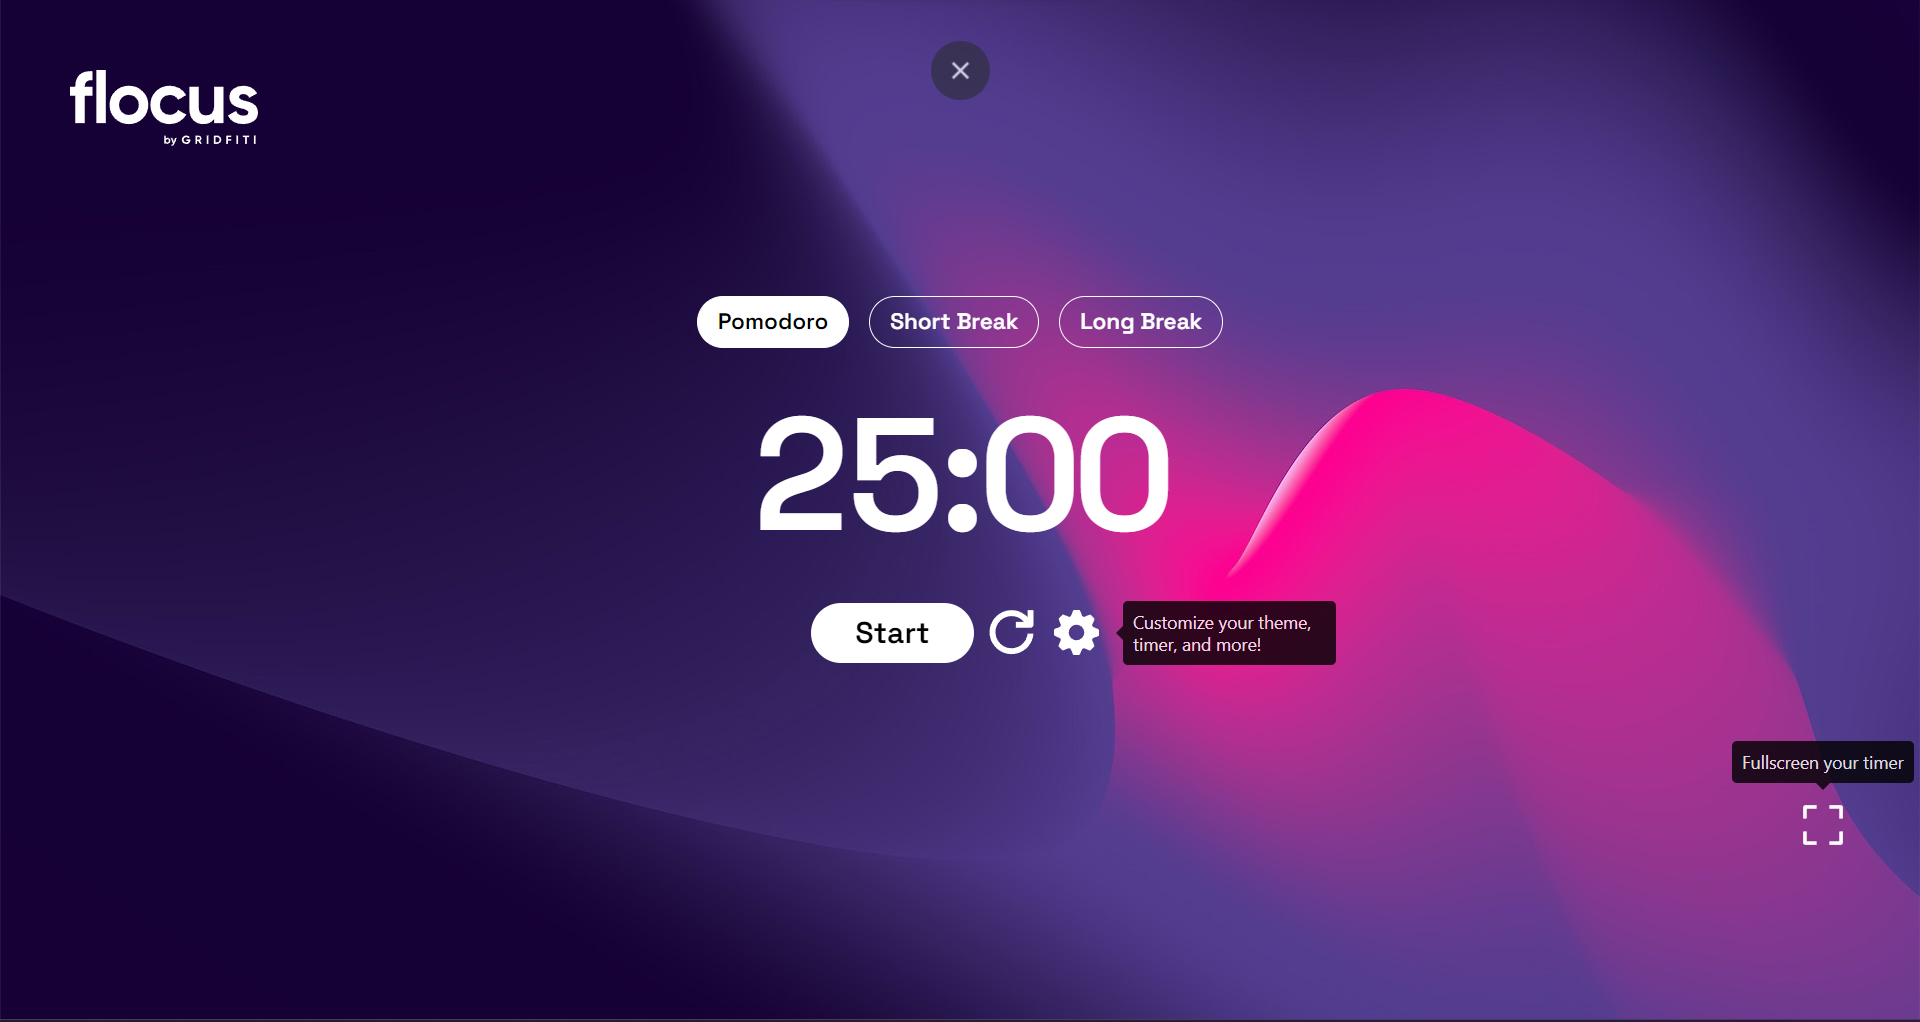 flocus
by GRIDFITI
Pomodoro
Short Break
Long Break
25:00
Start
Customize your theme,
timer, and more!
Fullscreen your timer